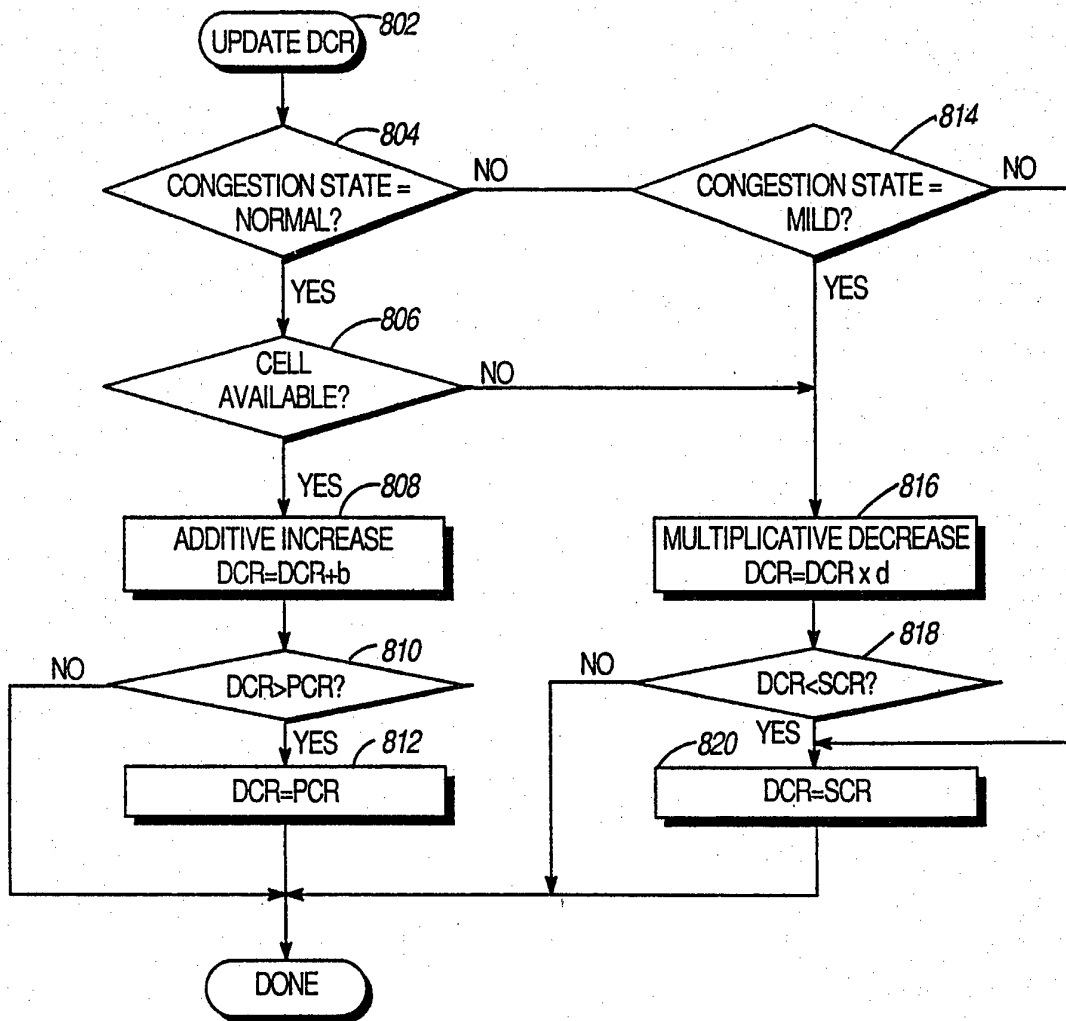 UPDATE DCR
802
804
CONGESTION STATE =
NORMAL?
NO
YES
814
CONGESTION STATE =
MILD?
NO
YES
806
CELL
AVAILABLE?
NO
YES
808
ADDITIVE INCREASE
DCR=DCR+b
816
MULTIPLICATIVE DECREASE
DCR=DCR x d
810
DCR>PCR?
NO
YES
812
DCR=PCR
818
DCR<SCR?
NO
YES
820
DCR=SCR
DONE